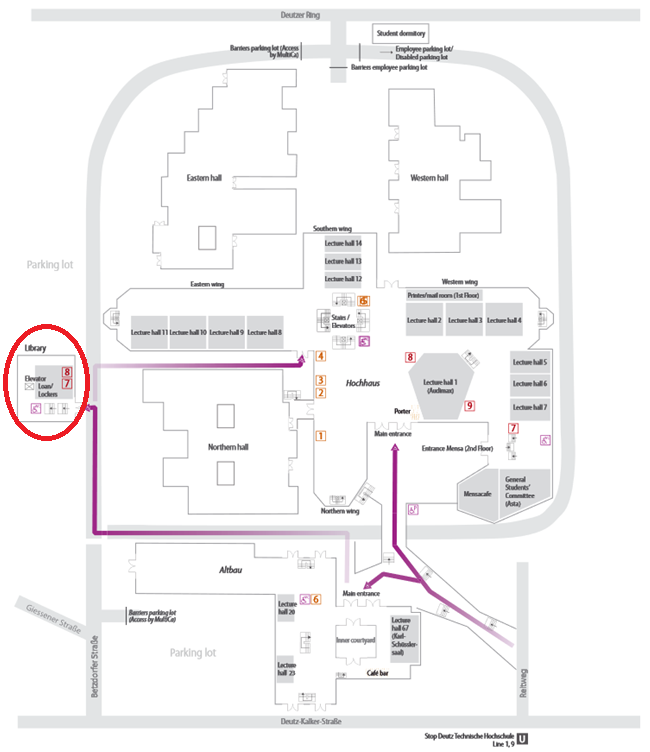 Deutzer Ring
Student dormitory
Barriers parking lot (Access
by MultiCa)
Employee parking lot/
Disabled parking lot
Barriers employee parking lot
Eastern hall
Western hall
Southern wing
Lecture hall 14
Lecture hall 13
Lecture hall 12
Parking lot
Eastern wing
Western wing
Printer/mail room (1st Floor)
Stairs /
Elevators
Lecture hall 11
Lecture hall 10
Lecture hall 9
Lecture hall 8
Lecture hall 2
Lecture hall 3
Lecture hall 4
Library
8
7
Elevator
Loan/
Lockers
4
3
2
1
Hochhaus
8
Lecture hall 1
(Audimax)
9
Lecture hall 5
Lecture hall 6
Lecture hall 7
Porter
Main entrance
7
Entrance Mensa (2nd Floor)
Northern hall
Mensacafe
General
Students'
Committee
(Asta)
Northern wing
Altbau
Main entrance
6
Lecture
hall 20
Lecture
hall 67
(Karl-
Schüssler-
saal)
Inner courtyard
Barriers parking lot
(Access by MultiCa)
Giessener Straße
Betzdorfer Straße
Parking lot
Lecture
hall 23
Café bar
Reitweg
Deutz-Kalker-Straße
Stop Deutz Technische Hochschule
Line 1, 9
U